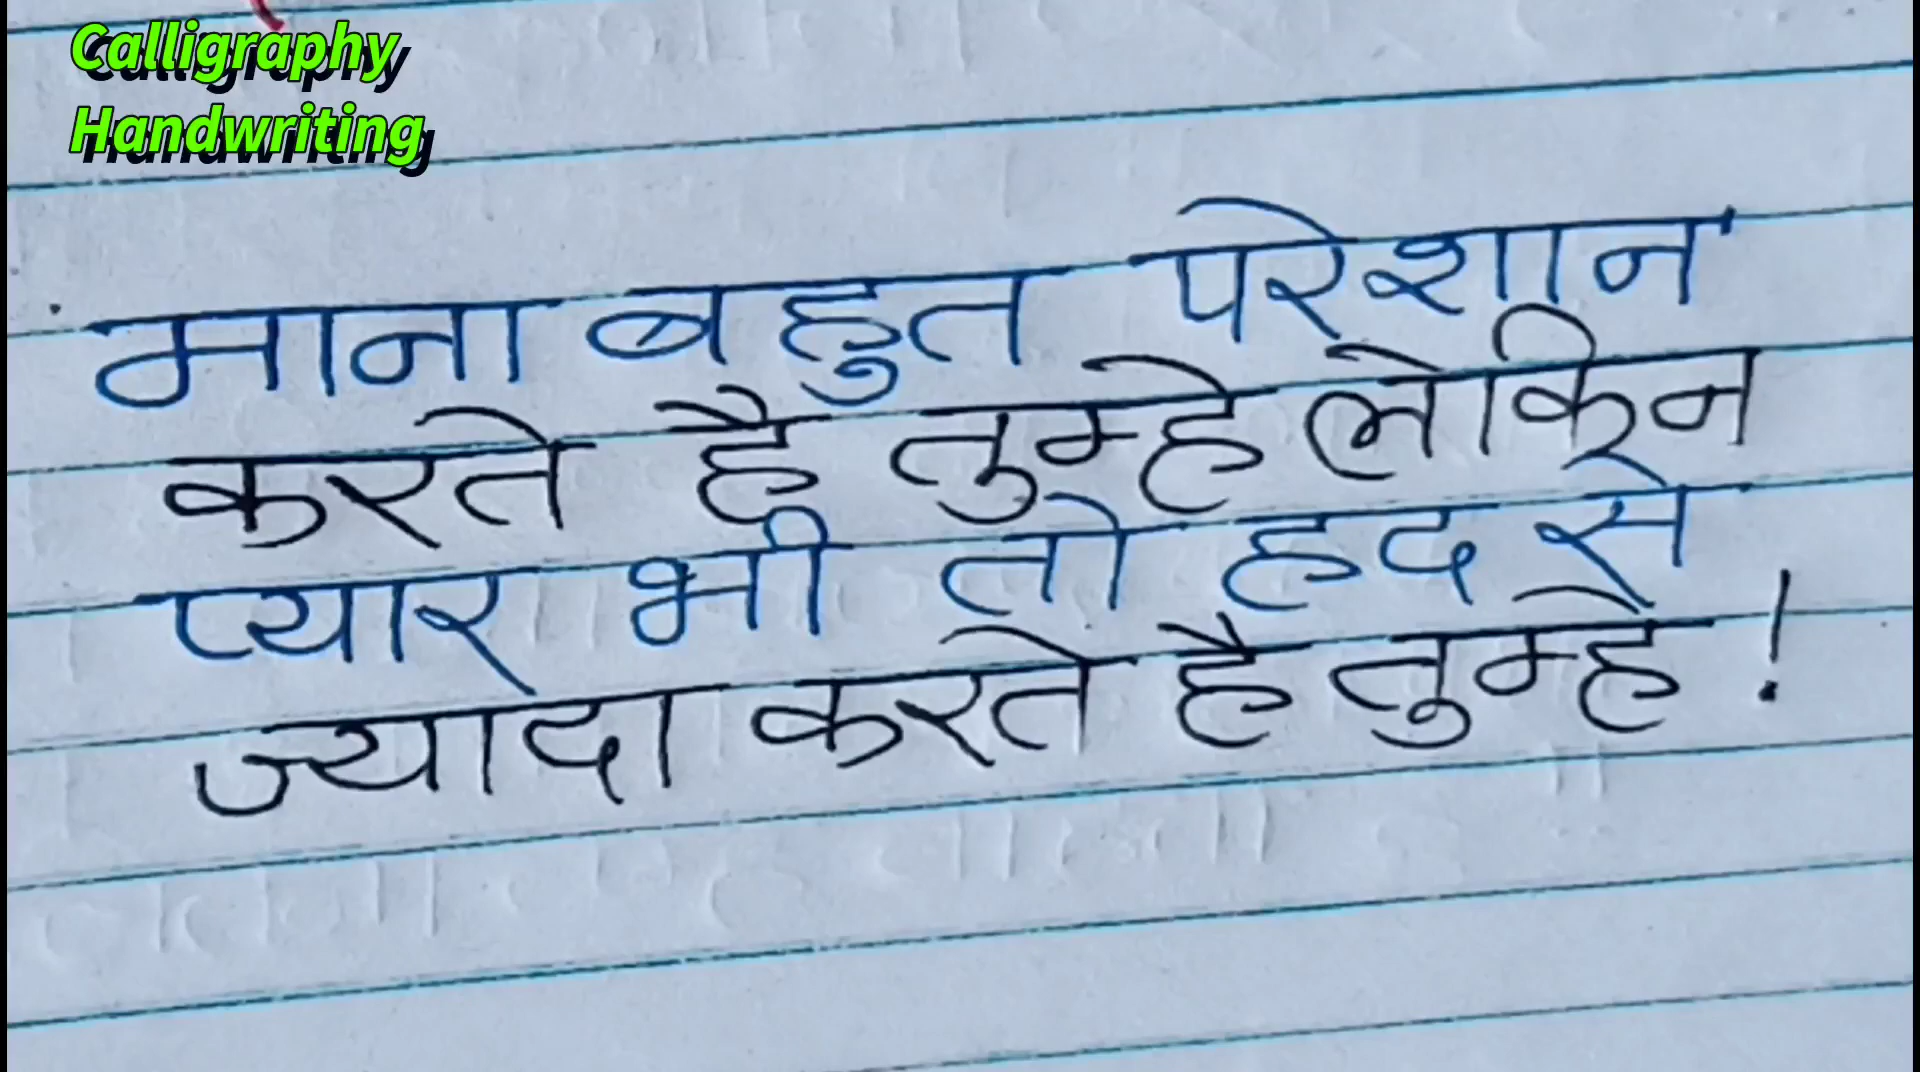 Calligraphy
Handwriting
माना बहुत परेशान
करते है तुम्हे लेकिन
प्यार भी तो हद से
ज्यादा करते है तुम्हे !